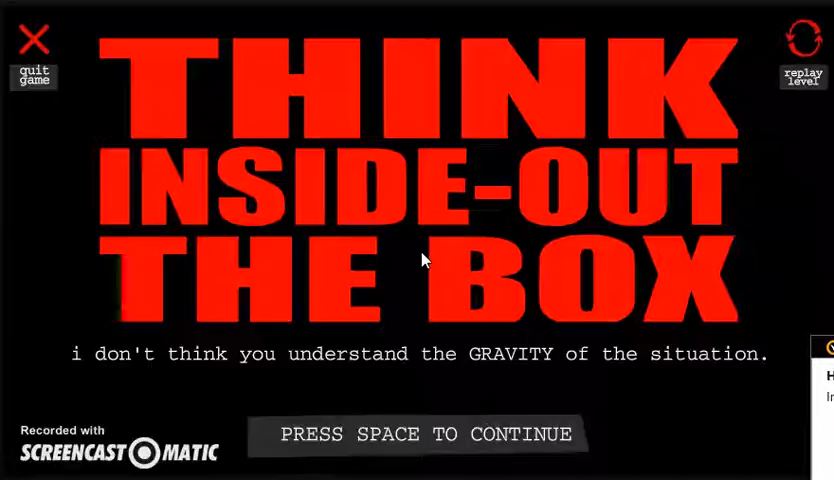 THINK
INSIDE-OUT
THE BOX
quit
game
replay
level
i don't think you understand the GRAVITY of the situation.
PRESS SPACE TO CONTINUE
Recorded with
SCREENCAST MATIC